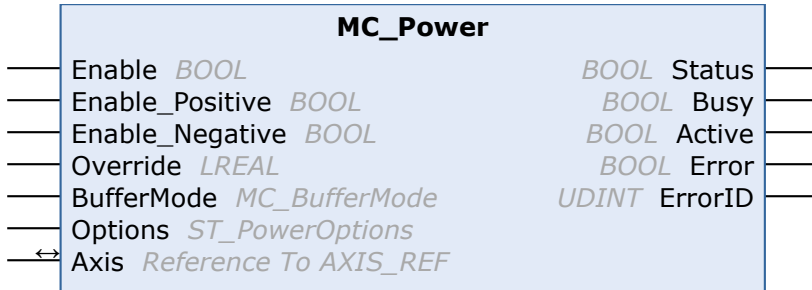 MC_Power
Enable BOOL BOOL Status
Enable_Positive BOOL BOOL Busy
Enable_Negative BOOL BOOL Active
Override LREAL BOOL Error
BufferMode MC_BufferMode UDINT ErrorID
Options ST_PowerOptions
↔ Axis Reference To AXIS_REF